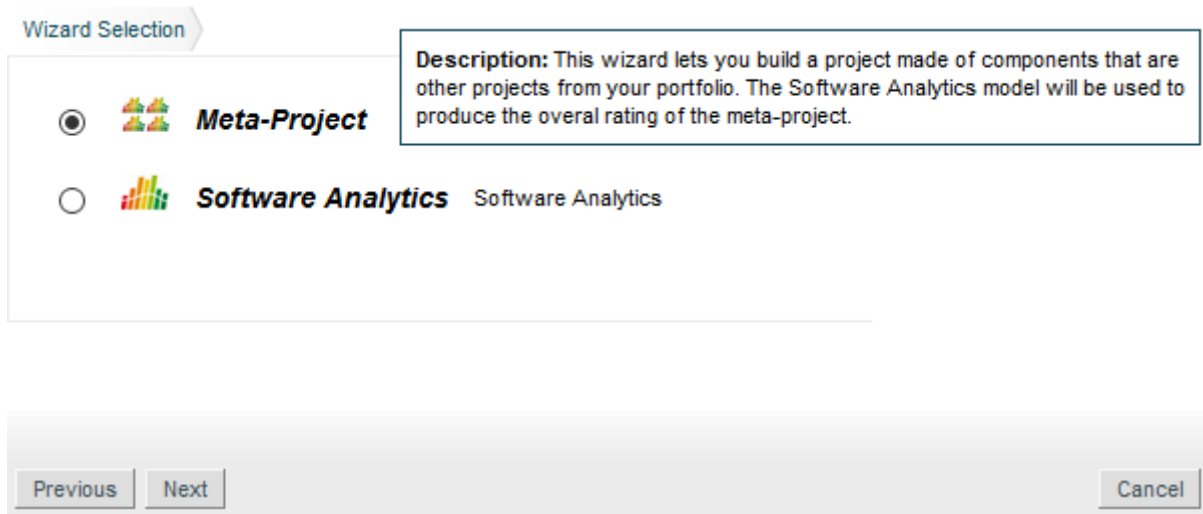 Wizard Selection
Description: This wizard lets you build a project made of components that are
other projects from your portfolio. The Software Analytics model will be used to
produce the overal rating of the meta-project.
Meta-Project
Software Analytics Software Analytics
Previous Next Cancel